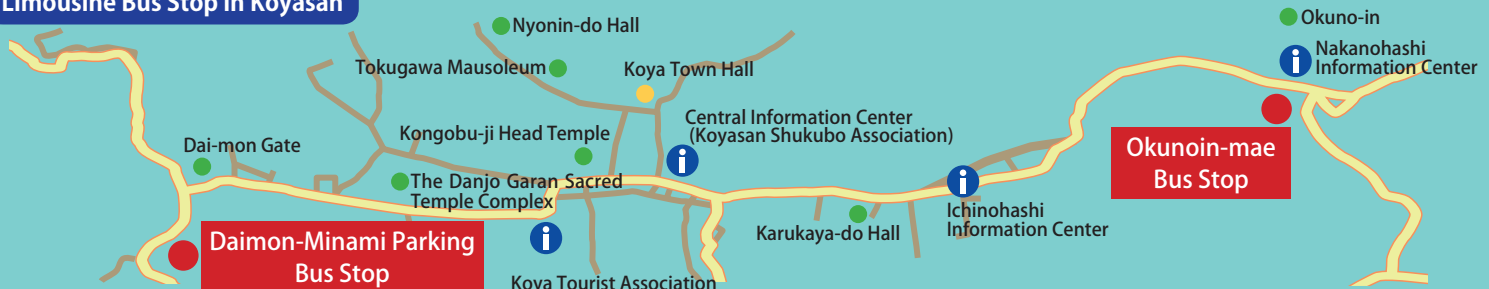 Limousine Bus Stop in Koyasan
Nyonin-do Hall
Okuno-in
Tokugawa Mausoleum
Koya Town Hall
Nakanohashi
Information Center
Central Information Center
(Koyasan Shukubo Association)
Kongobu-ji Head Temple
Dai-mon Gate
Okunoin-mae
Bus Stop
The Danjo Garan Sacred
Temple Complex
Ichinohashi
Information Center
Karukaya-do Hall
Daimon-Minami Parking
Bus Stop
Koya Tourist Association